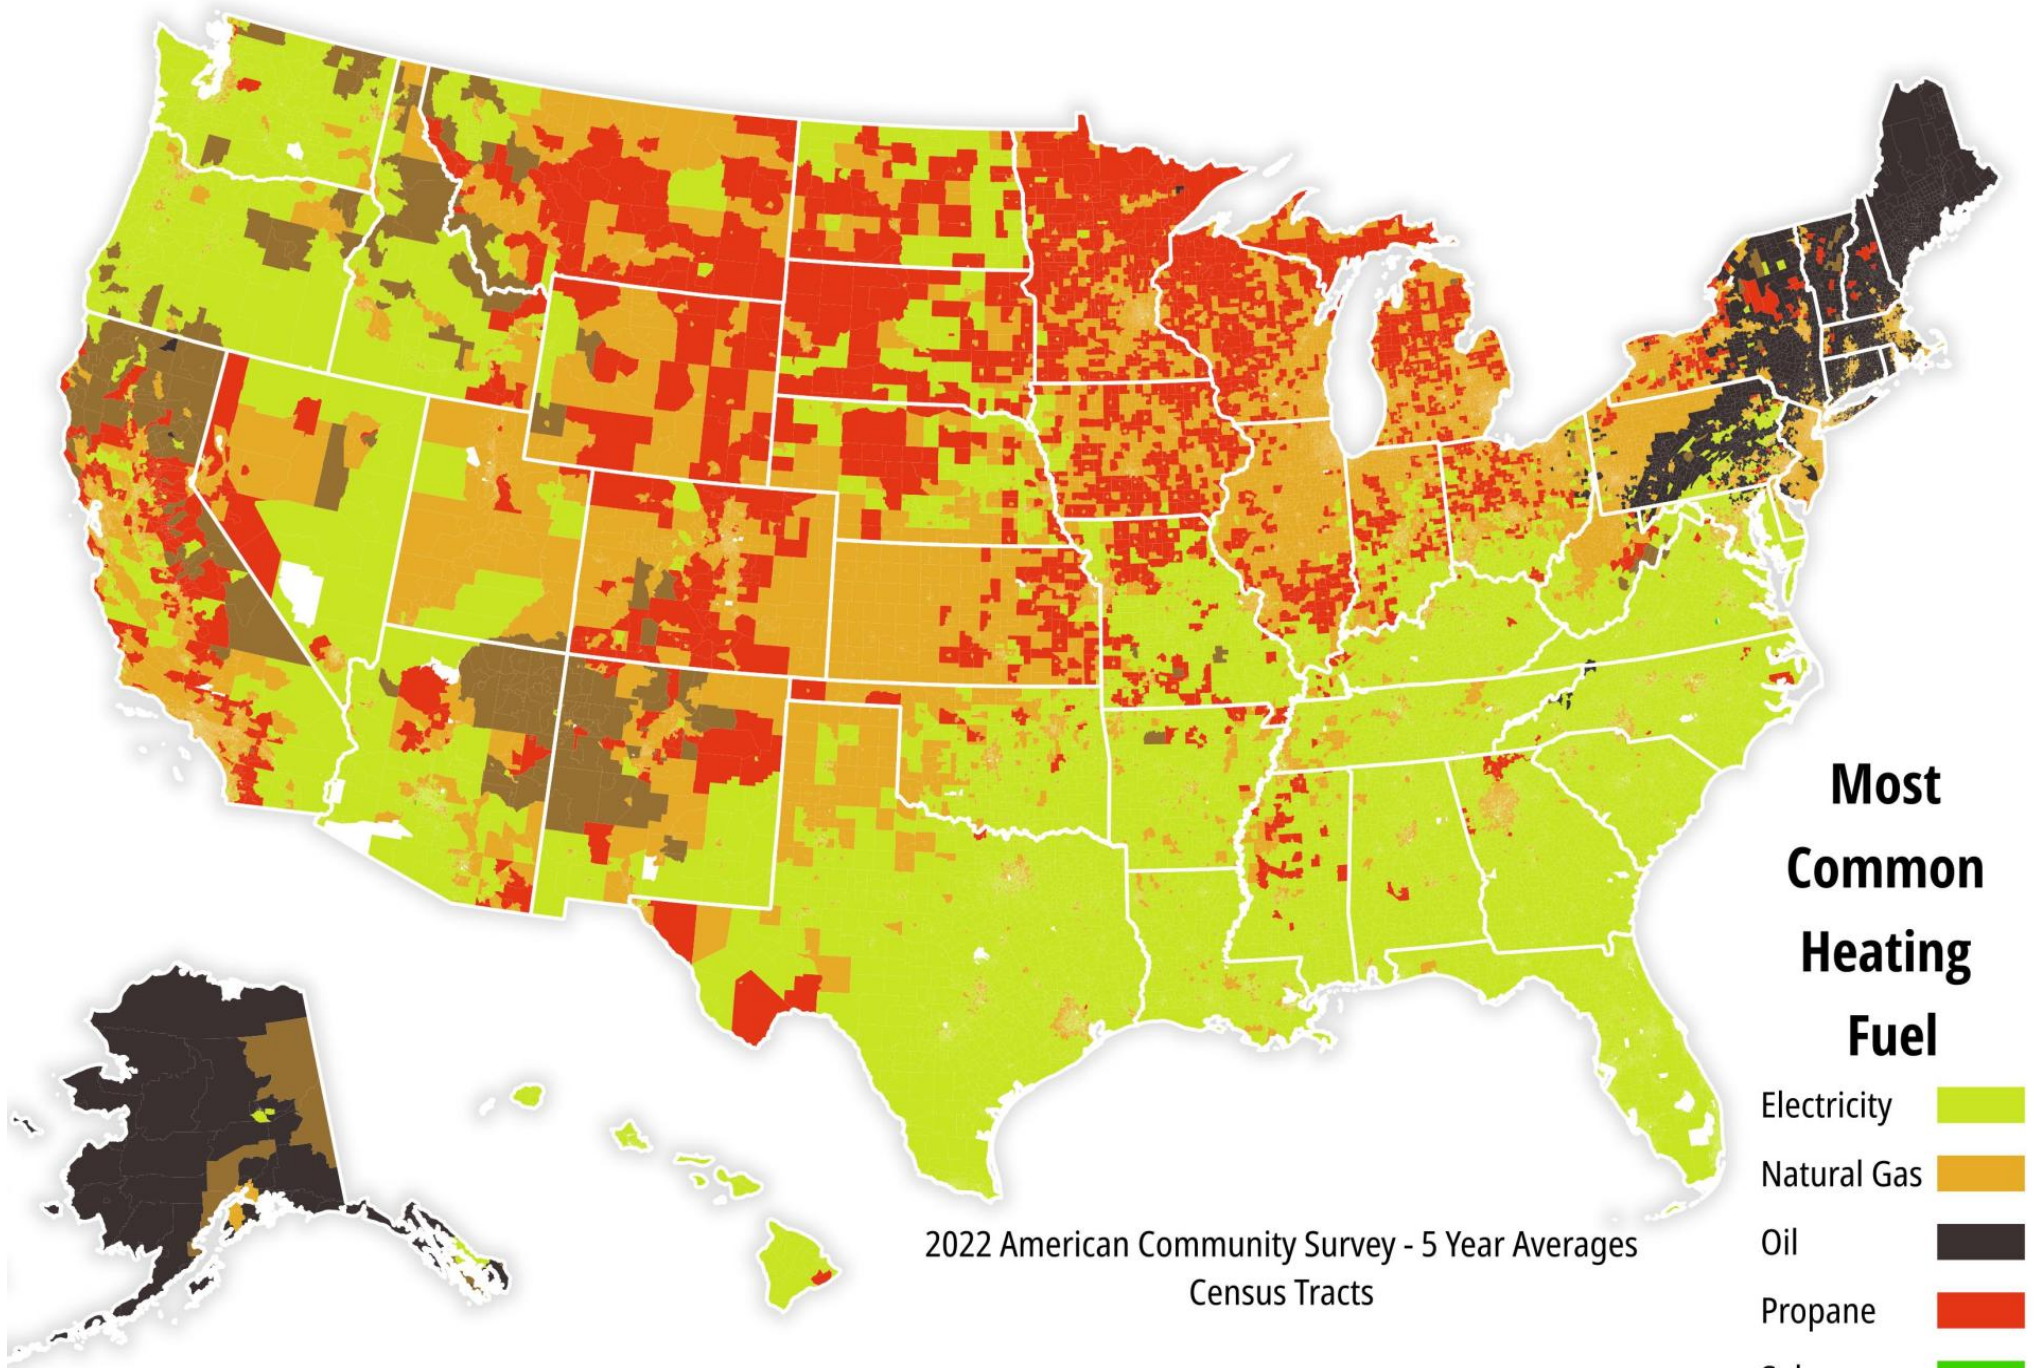 Most
Common
Heating
Fuel
Electricity
Natural Gas
Oil
Propane
2022 American Community Survey - 5 Year Averages
Census Tracts